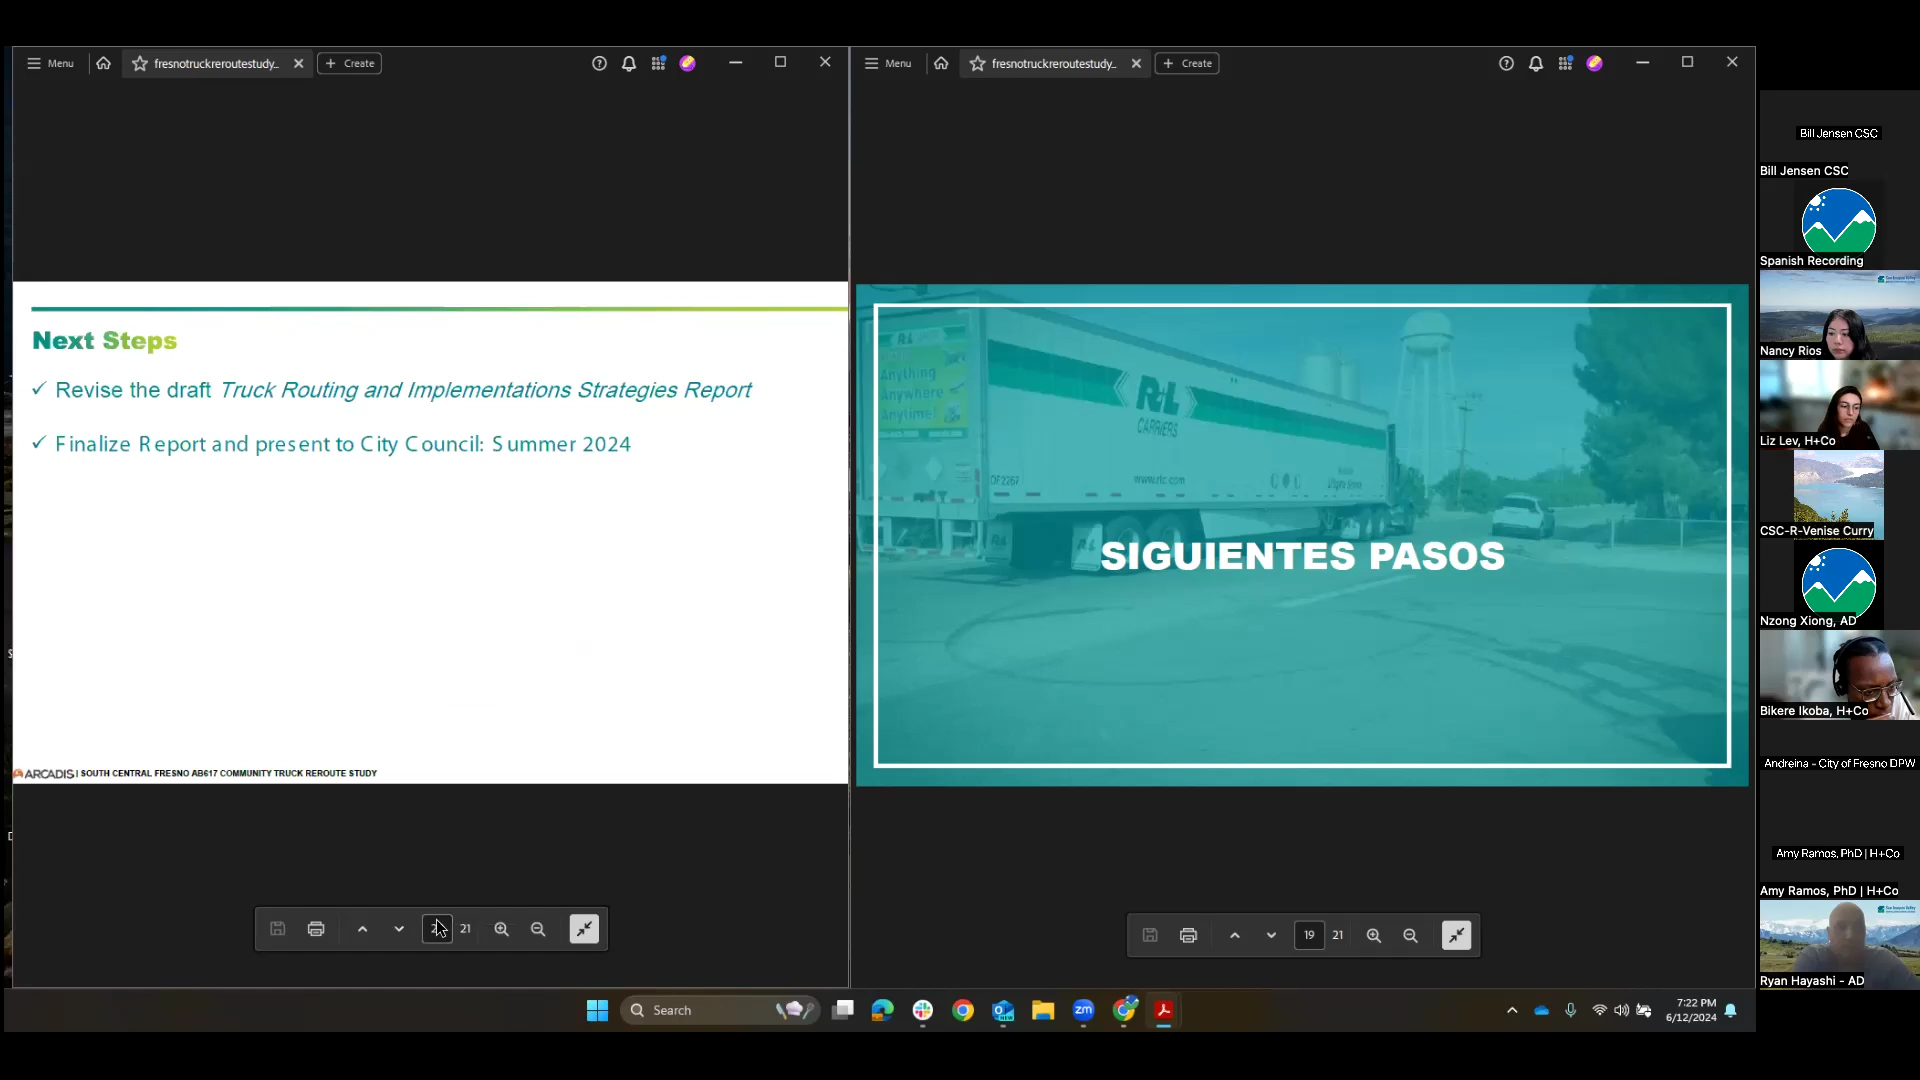 Menu
fresnotruckreroutestudy...
Create
Menu
fresnotruckreroutestudy...
Create
Next Steps
✓ Revise the draft Truck Routing and Implementations Strategies Report
✓ Finalize Report and present to City Council: Summer 2024
ARCADIS | SOUTH CENTRAL FRESNO AB617 COMMUNITY TRUCK REROUTE STUDY
21
R+L
Anything
Anywhere
Anytime!
R+L
CARRIERS
www.rlc.com
SIGUIENTES PASOS
19 21
Bill Jensen CSC
Bill Jensen CSC
Spanish Recording
Nancy Rios
Liz Lev, H+Co
CSC-R-Venise Curry
Nzong Xiong, AD
Bikere Ikoba, H+Co
Andreina - City of Fresno DPW
Amy Ramos, PhD | H+Co
Amy Ramos, PhD | H+Co
Ryan Hayashi - AD
Search
zm
7:22 PM
6/12/2024